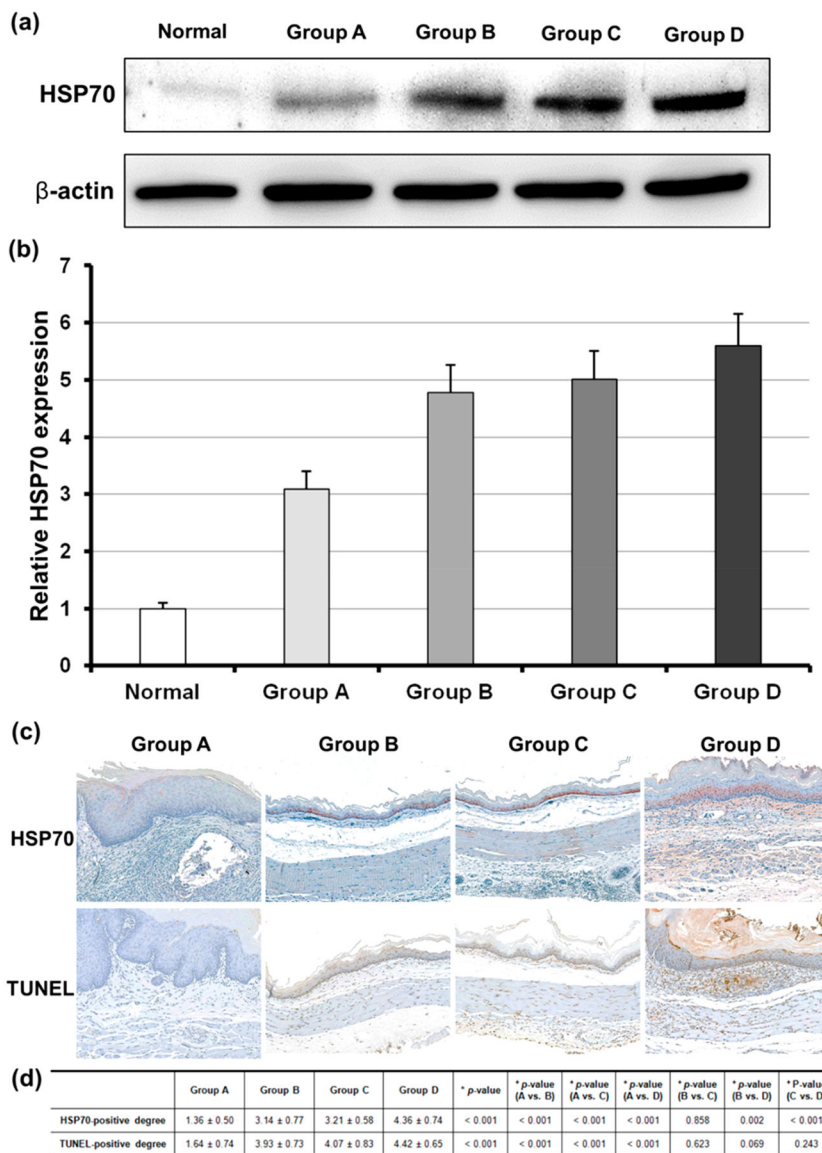 (a)
Normal Group A Group B Group C Group D
HSP70
β-actin
(b)
7
6
5
4
3
2
1
0
Relative HSP70 expression
Normal Group A Group B Group C Group D
(c)
Group A Group B Group C Group D
HSP70
TUNEL
(d)
Group A Group B Group C Group D * p-value * p-value (A vs. B) * p-value (A vs. C) * p-value (A vs. D) * p-value (B vs. C) * p-value (B vs. D) * P-value (C vs. D
HSP70-positive degree 1.36 ± 0.50 3.14 ± 0.77 3.21 ± 0.58 4.36 ± 0.74 < 0.001 < 0.001 < 0.001 < 0.001 0.858 0.002 < 0.001
TUNEL-positive degree 1.64 ± 0.74 3.93 ± 0.73 4.07 ± 0.83 4.42 ± 0.65 < 0.001 < 0.001 < 0.001 < 0.001 0.623 0.069 0.243